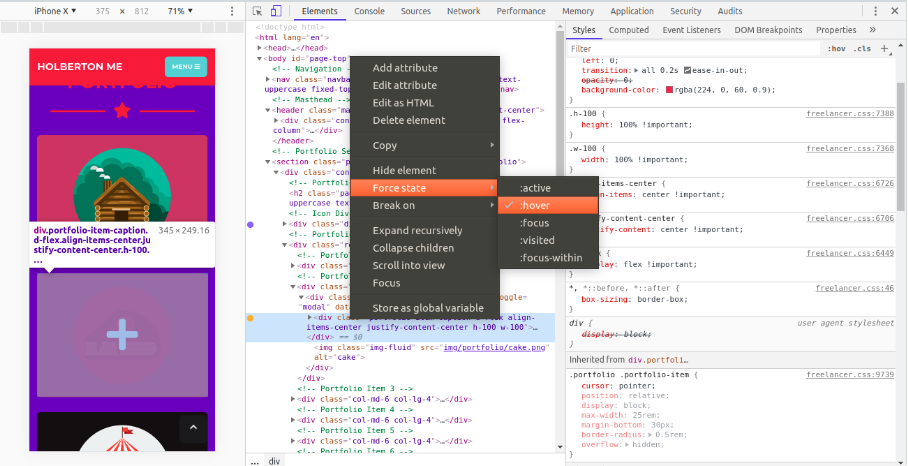 iPhone X ▼ 375 × 812 71% ▼
HOLBERTON ME
MENU ☰
PORTFOLIO
div.portfolio-item-caption.
d-flex.align-items-center.ju
stify-content-center.h-100.
...
345 × 249.16
Elements Console Sources Network Performance Memory Application Security Audits
<!doctype html>
<html lang="en">
<head>…</head>
<body id="page-top
<!-- Navigation
<nav class="navba
text-
uppercase fixed-top
nav>
<!-- Masthead -->
<header class="mas
t-center">
<div class="con
flex-
column">…</div>
</header>
<!-- Portfolio Se
<section class="p
folio">
<div class="con
<!-- Portfoli
<h2 class="pa
uppercase tex
<!-- Icon Div
<div class="d
<!-- Portfoli
<div class="r
<!-- Portfo
<div class=
<!-- Portfo
<div class=
<div clas
oggle=
"modal" dat
<div
align-
items-center justify-content-center h-100 w-100">…
</div> == $0
<img class="img-fluid" src="img/portfolio/cake.png"
alt="cake">
</div>
</div>
<!-- Portfolio Item 3 -->
<div class="col-md-6 col-lg-4">…</div>
<!-- Portfolio Item 4 -->
<div class="col-md-6 col-lg-4">…</div>
<!-- Portfolio Item 5 -->
<div class="col-md-6 col-lg-4">…</div>
<!-- Portfolio Item 6 -->
... div
Add attribute
Edit attribute
Edit as HTML
Delete element
Copy
Hide element
Force state
Break on
Expand recursively
Collapse children
Scroll into view
Focus
Store as global variable
:active
:hover
:focus
:visited
:focus-within
Styles Computed Event Listeners DOM Breakpoints Properties »
Filter :hov .cls +
left: 0;
transition: all 0.2s ease-in-out;
opacity: 0;
background-color: rgba(224, 0, 60, 0.9);
}
.h-100 { freelancer.css:7388
height: 100% !important;
}
.w-100 { freelancer.css:7368
width: 100% !important;
}
-items-center { freelancer.css:6726
n-items: center !important;
fy-content-center { freelancer.css:6706
tify-content: center !important;
x { freelancer.css:6449
play: flex !important;
}
*, *::before, *::after { freelancer.css:46
box-sizing: border-box;
}
div { user agent stylesheet
display: block;
}
Inherited from div.portfoli…
.portfolio .portfolio-item { freelancer.css:9739
cursor: pointer;
position: relative;
display: block;
max-width: 25rem;
margin-bottom: 30px;
border-radius: 0.5rem;
overflow: hidden;
}